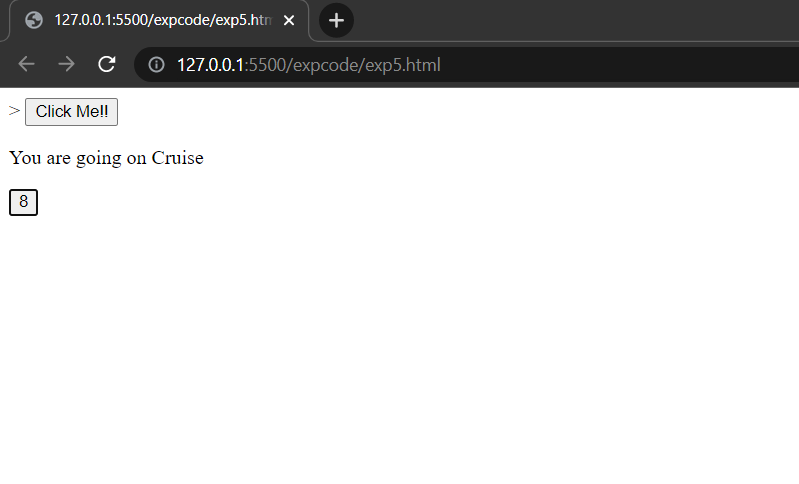 127.0.0.1:5500/expcode/exp5.htm
127.0.0.1:5500/expcode/exp5.html
> Click Me!!
You are going on Cruise
8